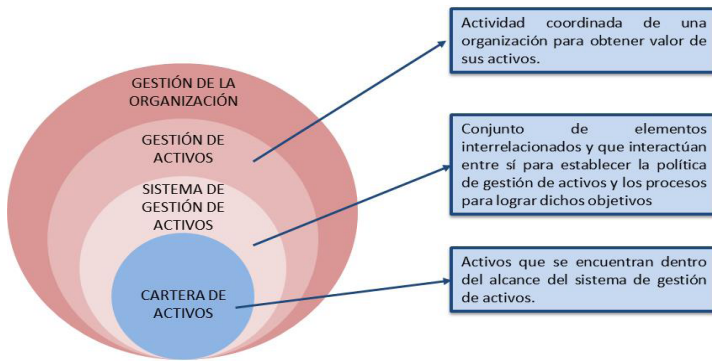 GESTIÓN DE LA
ORGANIZACIÓN
GESTIÓN DE
ACTIVOS
SISTEMA DE
GESTIÓN DE
ACTIVOS
CARTERA DE
ACTIVOS
Actividad coordinada de una
organización para obtener valor de
sus activos.
Conjunto de elementos
interrelacionados y que interactúan
entre sí para establecer la política
de gestión de activos y los procesos
para lograr dichos objetivos
Activos que se encuentran dentro
del alcance del sistema de gestión
de activos.